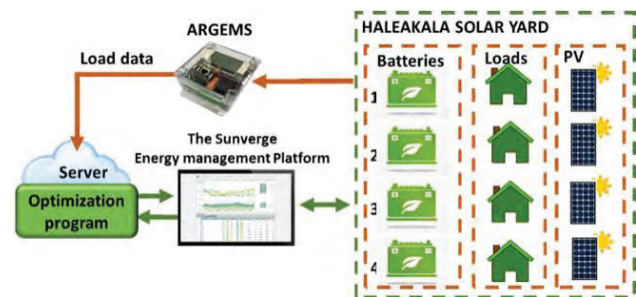 ARGEMS
Load data
HALEAKALA SOLAR YARD
Batteries
Loads
PV
1
2
3
4
The Sunverge
Energy management Platform
Server
Optimization
program